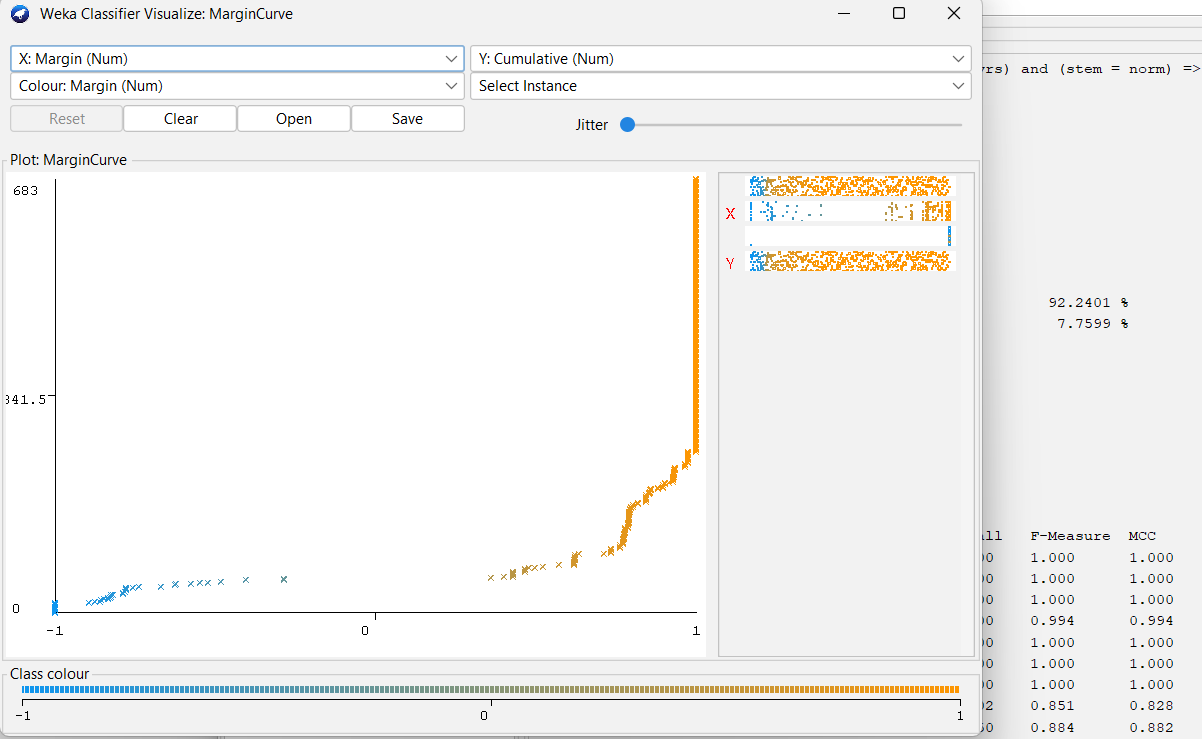 Weka Classifier Visualize: MarginCurve
X: Margin (Num)
Y: Cumulative (Num)
Colour: Margin (Num)
Select Instance
Reset
Clear
Open
Save
Jitter
Plot: MarginCurve
683
341.5
0
-1
0
1
X
Y
Class colour
-1
0
1
and (stem = norm) =>
92.2401 %
7.7599 %
F-Measure MCC
1.000 1.000
1.000 1.000
1.000 1.000
0.994 0.994
1.000 1.000
1.000 1.000
1.000 1.000
0.851 0.828
0.884 0.882